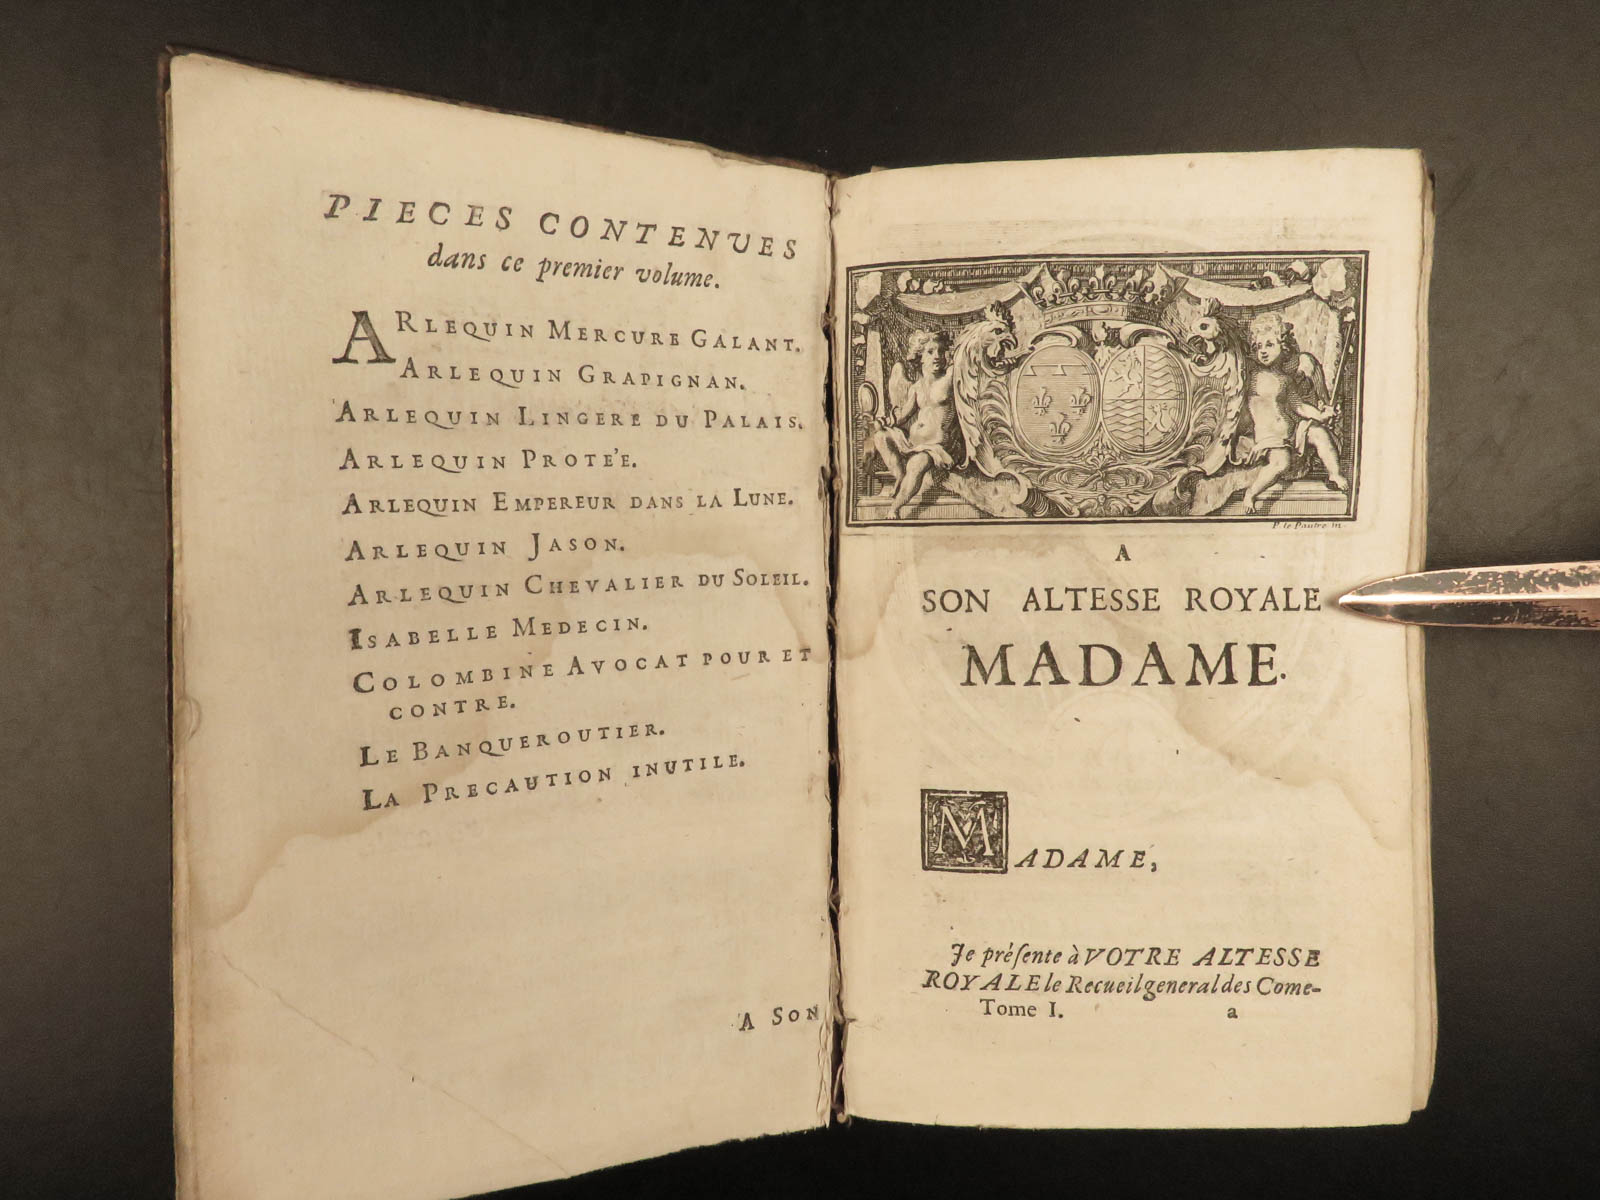 PIECES CONTENUES
dans ce premier volume.
ARLEQUIN MERCURE GALANT.
ARLEQUIN GRAPIGNAN.
ARLEQUIN LINGERE DU PALAIS.
ARLEQUIN PROTE'E.
ARLEQUIN EMPEREUR DANS LA LUNE.
ARLEQUIN JASON.
ARLEQUIN CHEVALIER DU SOLEIL.
ISABELLE MEDECIN.
COLOMBINE AVOCAT POUR ET
CONTRE.
LE BANQUEROUTIER.
LA PRECAUTION INUTILE.
A SON
P. le Pautre in.
A
SON ALTESSE ROYALE
MADAME.
MADAME,
Je préſente à VOTRE ALTESSE
ROYALE le Recueil general des Come-
Tome I. a